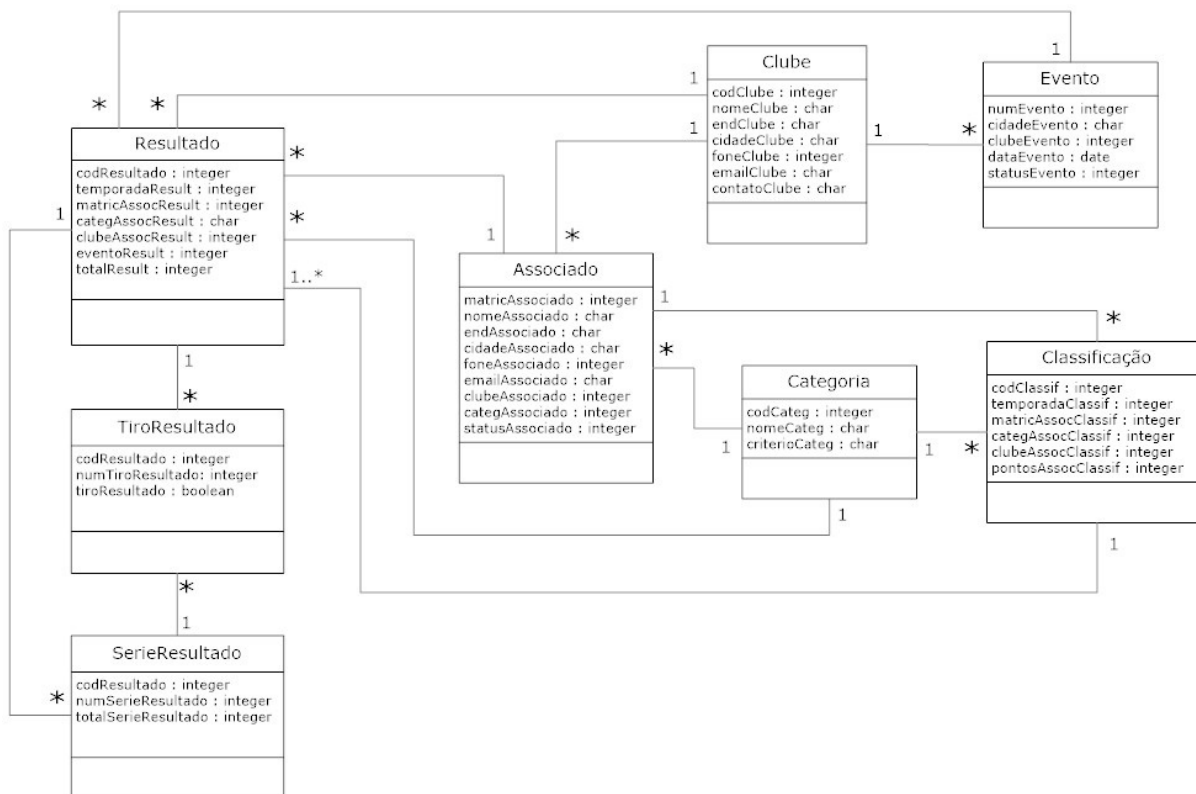 1
Clube
codClube : integer
nomeClube : char
endClube : char
cidadeClube : char
foneClube : integer
emailClube : char
contatoClube : char
1
1
1
*
Evento
numEvento : integer
cidadeEvento : char
clubeEvento : integer
dataEvento : date
statusEvento : integer
*
*
Resultado
codResultado : integer
temporadaResult : integer
matricAssocResult : integer
categAssocResult : char
clubeAssocResult : integer
eventoResult : integer
totalResult : integer
*
*
1
1..*
1
*
Associado
matricAssociado : integer
nomeAssociado : char
endAssociado : char
cidadeAssociado : char
foneAssociado : integer
emailAssociado : char
clubeAssociado : integer
categAssociado : integer
statusAssociado : integer
1
*
*
1
Categoria
codCateg : integer
nomeCateg : char
criterioCateg : char
1
*
1
Classificação
codClassif : integer
temporadaClassif : integer
matricAssocClassif : integer
categAssocClassif : integer
clubeAssocClassif : integer
pontosAssocClassif : integer
1
1
*
TiroResultado
codResultado : integer
numTiroResultado: integer
tiroResultado : boolean
*
1
SerieResultado
codResultado : integer
numSerieResultado : integer
totalSerieResultado : integer
*